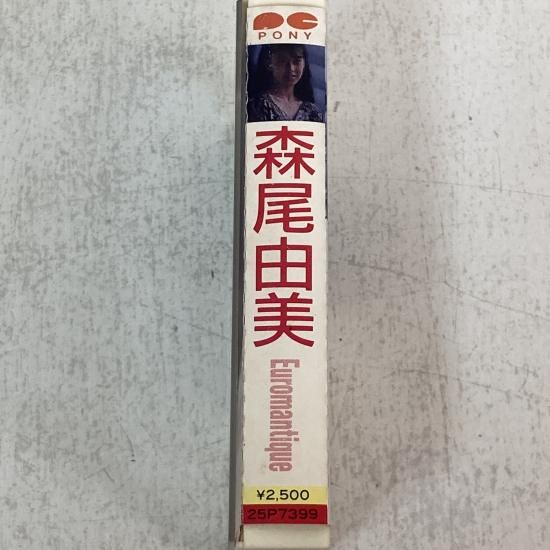 PC
PONY
森尾由美
Euromantique
¥2,500
25P7399